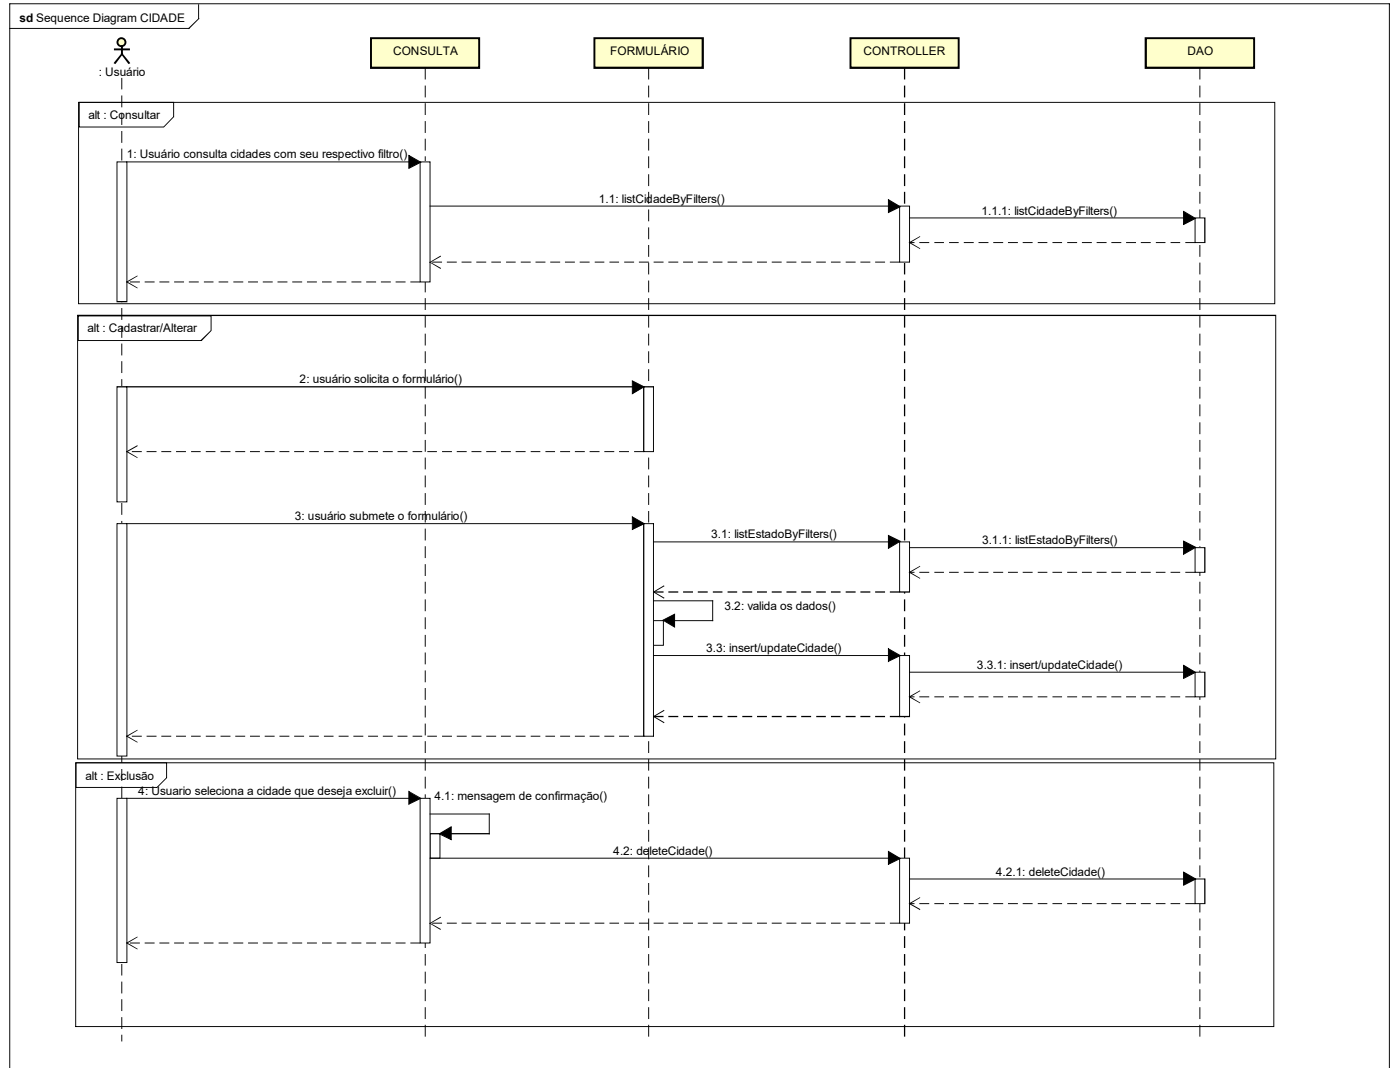 sd Sequence Diagram CIDADE
: Usuário
CONSULTA
FORMULÁRIO
CONTROLLER
DAO
alt : Consultar
1: Usuário consulta cidades com seu respectivo filtro()
1.1: listCidadeByFilters()
1.1.1: listCidadeByFilters()
alt : Cadastrar/Alterar
2: usuário solicita o formulário()
3: usuário submete o formulário()
3.1: listEstadoByFilters()
3.1.1: listEstadoByFilters()
3.2: valida os dados()
3.3: insert/updateCidade()
3.3.1: insert/updateCidade()
alt : Exclusão
4: Usuario seleciona a cidade que deseja excluir()
4.1: mensagem de confirmação()
4.2: deleteCidade()
4.2.1: deleteCidade()